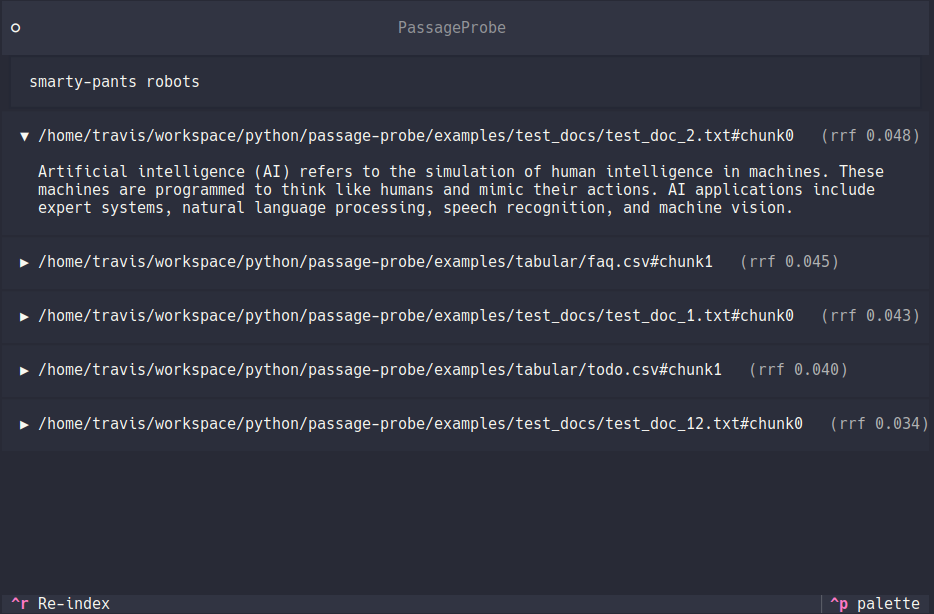 PassageProbe
smarty-pants robots
▼ /home/travis/workspace/python/passage-probe/examples/test_docs/test_doc_2.txt#chunk0 (rrf 0.048)
Artificial intelligence (AI) refers to the simulation of human intelligence in machines. These
machines are programmed to think like humans and mimic their actions. AI applications include
expert systems, natural language processing, speech recognition, and machine vision.
▶ /home/travis/workspace/python/passage-probe/examples/tabular/faq.csv#chunk1 (rrf 0.045)
▶ /home/travis/workspace/python/passage-probe/examples/test_docs/test_doc_1.txt#chunk0 (rrf 0.043)
▶ /home/travis/workspace/python/passage-probe/examples/tabular/todo.csv#chunk1 (rrf 0.040)
▶ /home/travis/workspace/python/passage-probe/examples/test_docs/test_doc_12.txt#chunk0 (rrf 0.034)
^r Re-index ^p palette